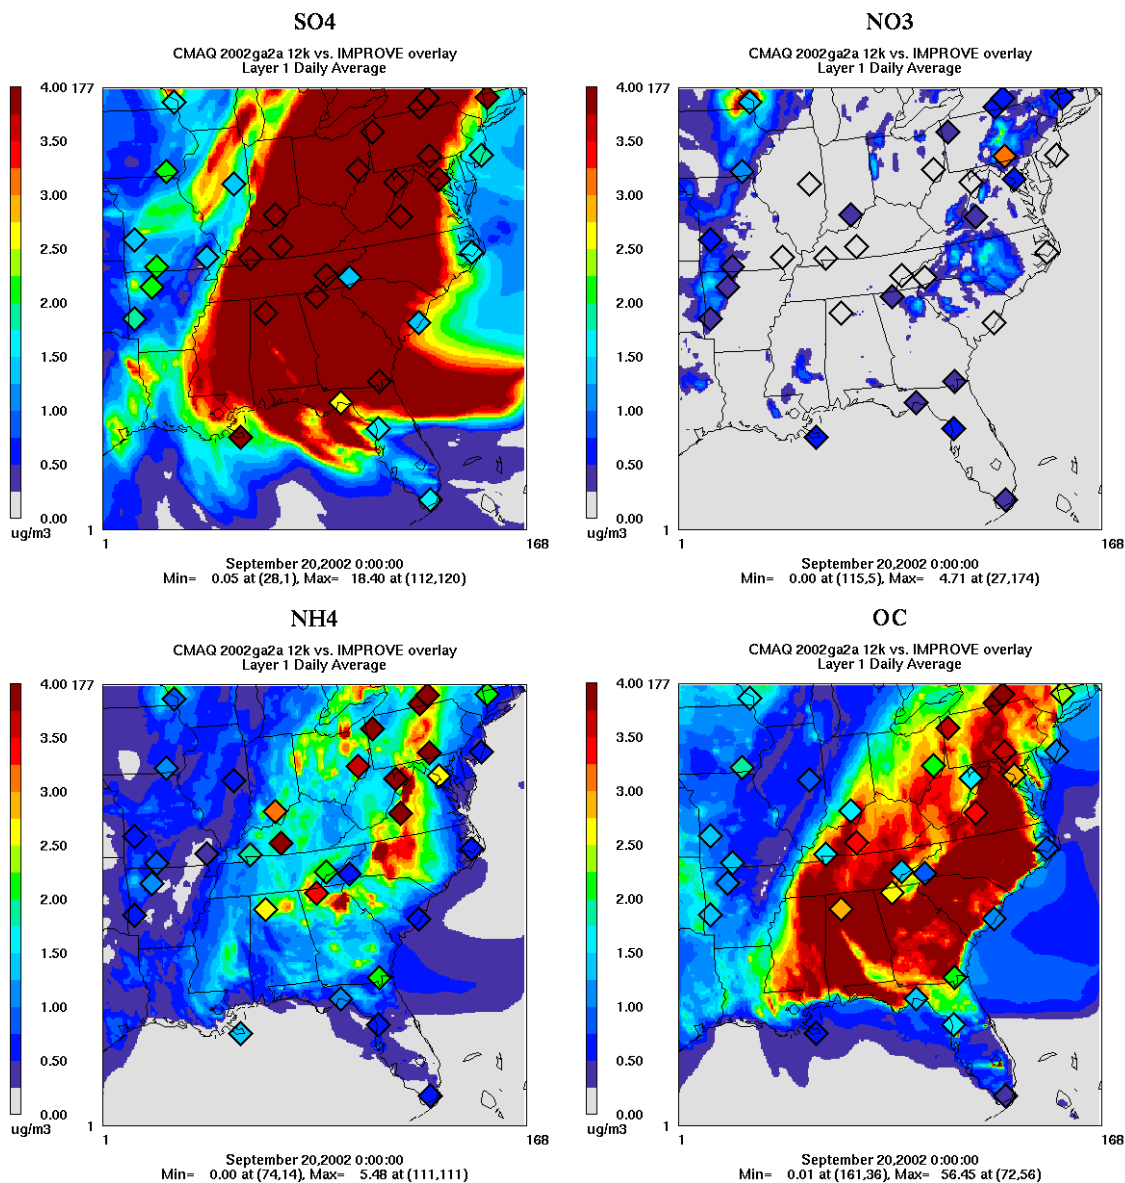 SO4
CMAQ 2002ga2a 12k vs. IMPROVE overlay
Layer 1 Daily Average
4.00 177
3.50
3.00
2.50
2.00
1.50
1.00
0.50
0.00
ug/m3
1
1
168
September 20,2002 0:00:00
Min= 0.05 at (28,1), Max= 18.40 at (112,120)
NO3
CMAQ 2002ga2a 12k vs. IMPROVE overlay
Layer 1 Daily Average
4.00 177
3.50
3.00
2.50
2.00
1.50
1.00
0.50
0.00
ug/m3
1
1
168
September 20,2002 0:00:00
Min= 0.00 at (115,5), Max= 4.71 at (27,174)
NH4
CMAQ 2002ga2a 12k vs. IMPROVE overlay
Layer 1 Daily Average
4.00 177
3.50
3.00
2.50
2.00
1.50
1.00
0.50
0.00
ug/m3
1
1
168
September 20,2002 0:00:00
Min= 0.00 at (74,14), Max= 5.48 at (111,111)
OC
CMAQ 2002ga2a 12k vs. IMPROVE overlay
Layer 1 Daily Average
4.00 177
3.50
3.00
2.50
2.00
1.50
1.00
0.50
0.00
ug/m3
1
1
168
September 20,2002 0:00:00
Min= 0.01 at (161,36), Max= 56.45 at (72,56)